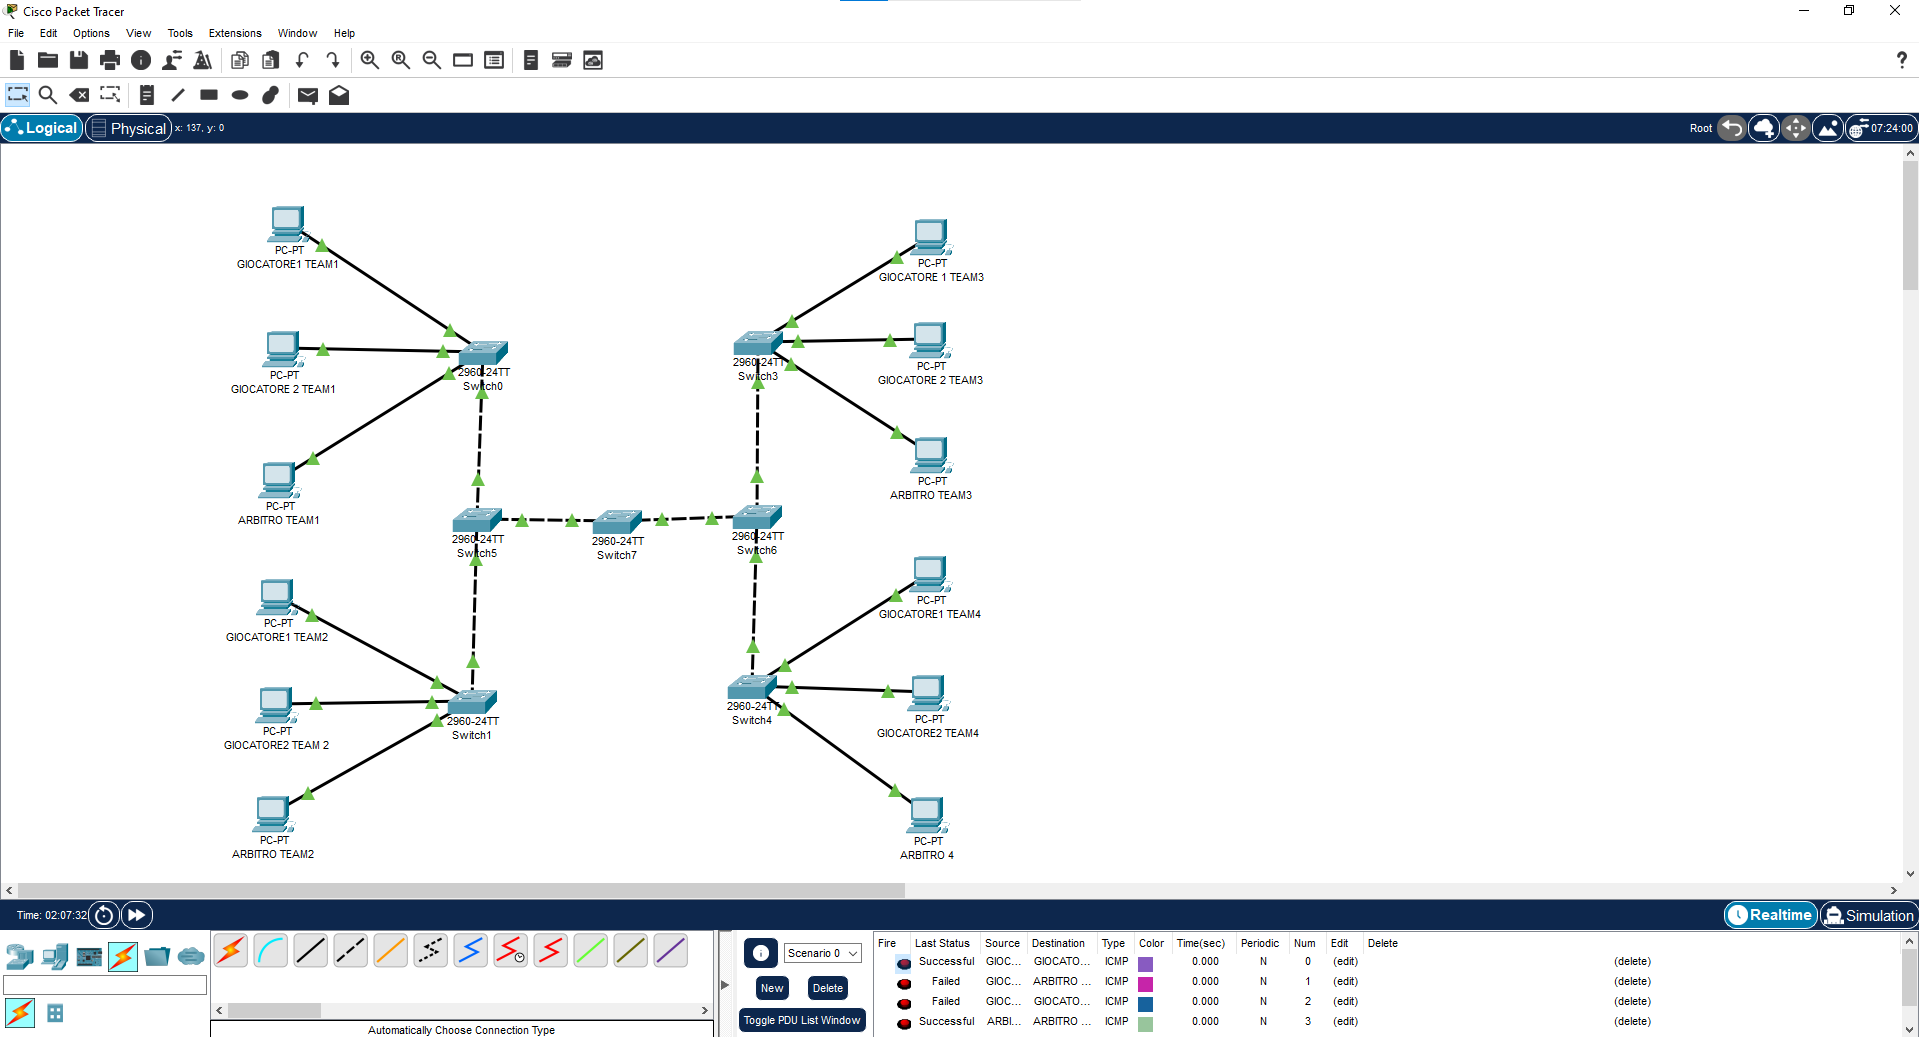 Cisco Packet Tracer
File Edit Options View Tools Extensions Window Help
Logical Physical x: 137, y: 0 Root 07:24:00
PC-PT
GIOCATORE1 TEAM1
PC-PT
GIOCATORE 2 TEAM1
PC-PT
ARBITRO TEAM1
2960-24TT
Switch0
PC-PT
GIOCATORE 1 TEAM3
PC-PT
GIOCATORE 2 TEAM3
PC-PT
ARBITRO TEAM3
2960-24TT
Switch3
2960-24TT
Switch5
2960-24TT
Switch7
2960-24TT
Switch6
PC-PT
GIOCATORE1 TEAM2
PC-PT
GIOCATORE2 TEAM 2
PC-PT
ARBITRO TEAM2
2960-24TT
Switch1
PC-PT
GIOCATORE1 TEAM4
PC-PT
GIOCATORE2 TEAM4
PC-PT
ARBITRO 4
2960-24TT
Switch4
Time: 02:07:32 Realtime Simulation
Automatically Choose Connection Type
Scenario 0
New Delete
Toggle PDU List Window
Fire Last Status Source Destination Type Color Time(sec) Periodic Num Edit Delete
Successful GIOC... GIOCATO... ICMP 0.000 N 0 (edit) (delete)
Failed GIOC... ARBITRO ... ICMP 0.000 N 1 (edit) (delete)
Failed GIOC... GIOCATO... ICMP 0.000 N 2 (edit) (delete)
Successful ARBI... ARBITRO ... ICMP 0.000 N 3 (edit) (delete)